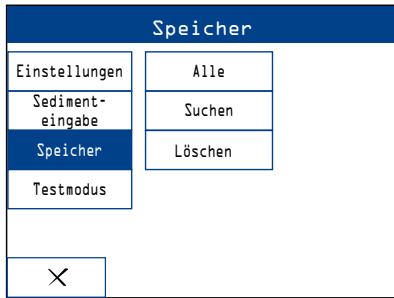 Speicher
Einstellungen
Sediment-
eingabe
Speicher
Testmodus
Alle
Suchen
Löschen